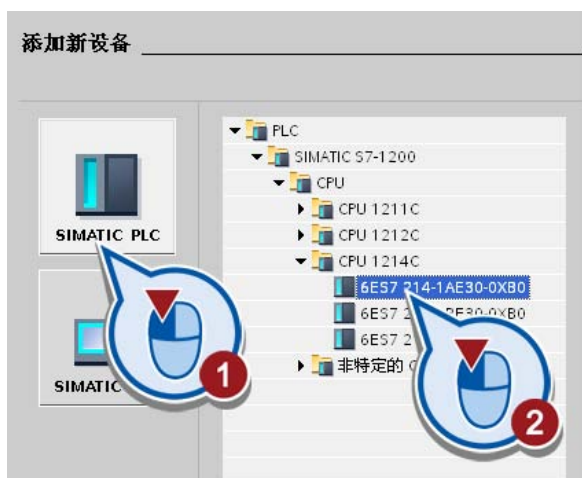 添加新设备
SIMATIC PLC
SIMATIC
1
PLC
SIMATIC S7-1200
CPU
CPU 1211C
CPU 1212C
CPU 1214C
6ES7 214-1AE30-0XB0
6ES7 2
6ES7 2
非特定的
2